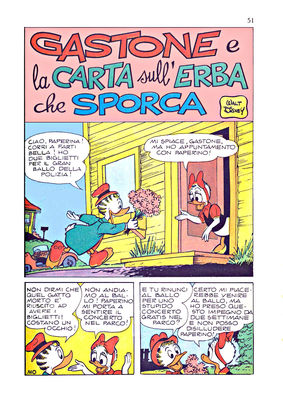 51
GASTONE e
la CARTA sull'ERBA
che SPORCA
WALT
DISNEY
CIAO, PAPERINA!
CORRI A FARTI
BELLA! HO
DUE BIGLIETTI
PER IL GRAN
BALLO DELLA
POLIZIA!
MI SPIACE, GASTONE,
MA HO APPUNTAMENTO
CON PAPERINO!
NON DIRMI CHE
QUEL GATTO
MORTO E'
RIUSCITO AD
AVERE I
BIGLIETTI!
COSTANO UN
OCCHIO!
NON ANDIA-
MO AL BAL-
LO! PAPERINO
MI PORTA A
SENTIRE IL
CONCERTO
NEL PARCO!
E TU RINUNCI
AL BALLO
PER UNO
STUPIDO
CONCERTO
GRATIS NEL
PARCO?
CERTO MI PIACE-
REBBE VENIRE
AL BALLO, MA
HO PRESO QUE-
STO IMPEGNO DA
DUE SETTIMANE
E NON POSSO
DISILLUDERE
PAPERINO!